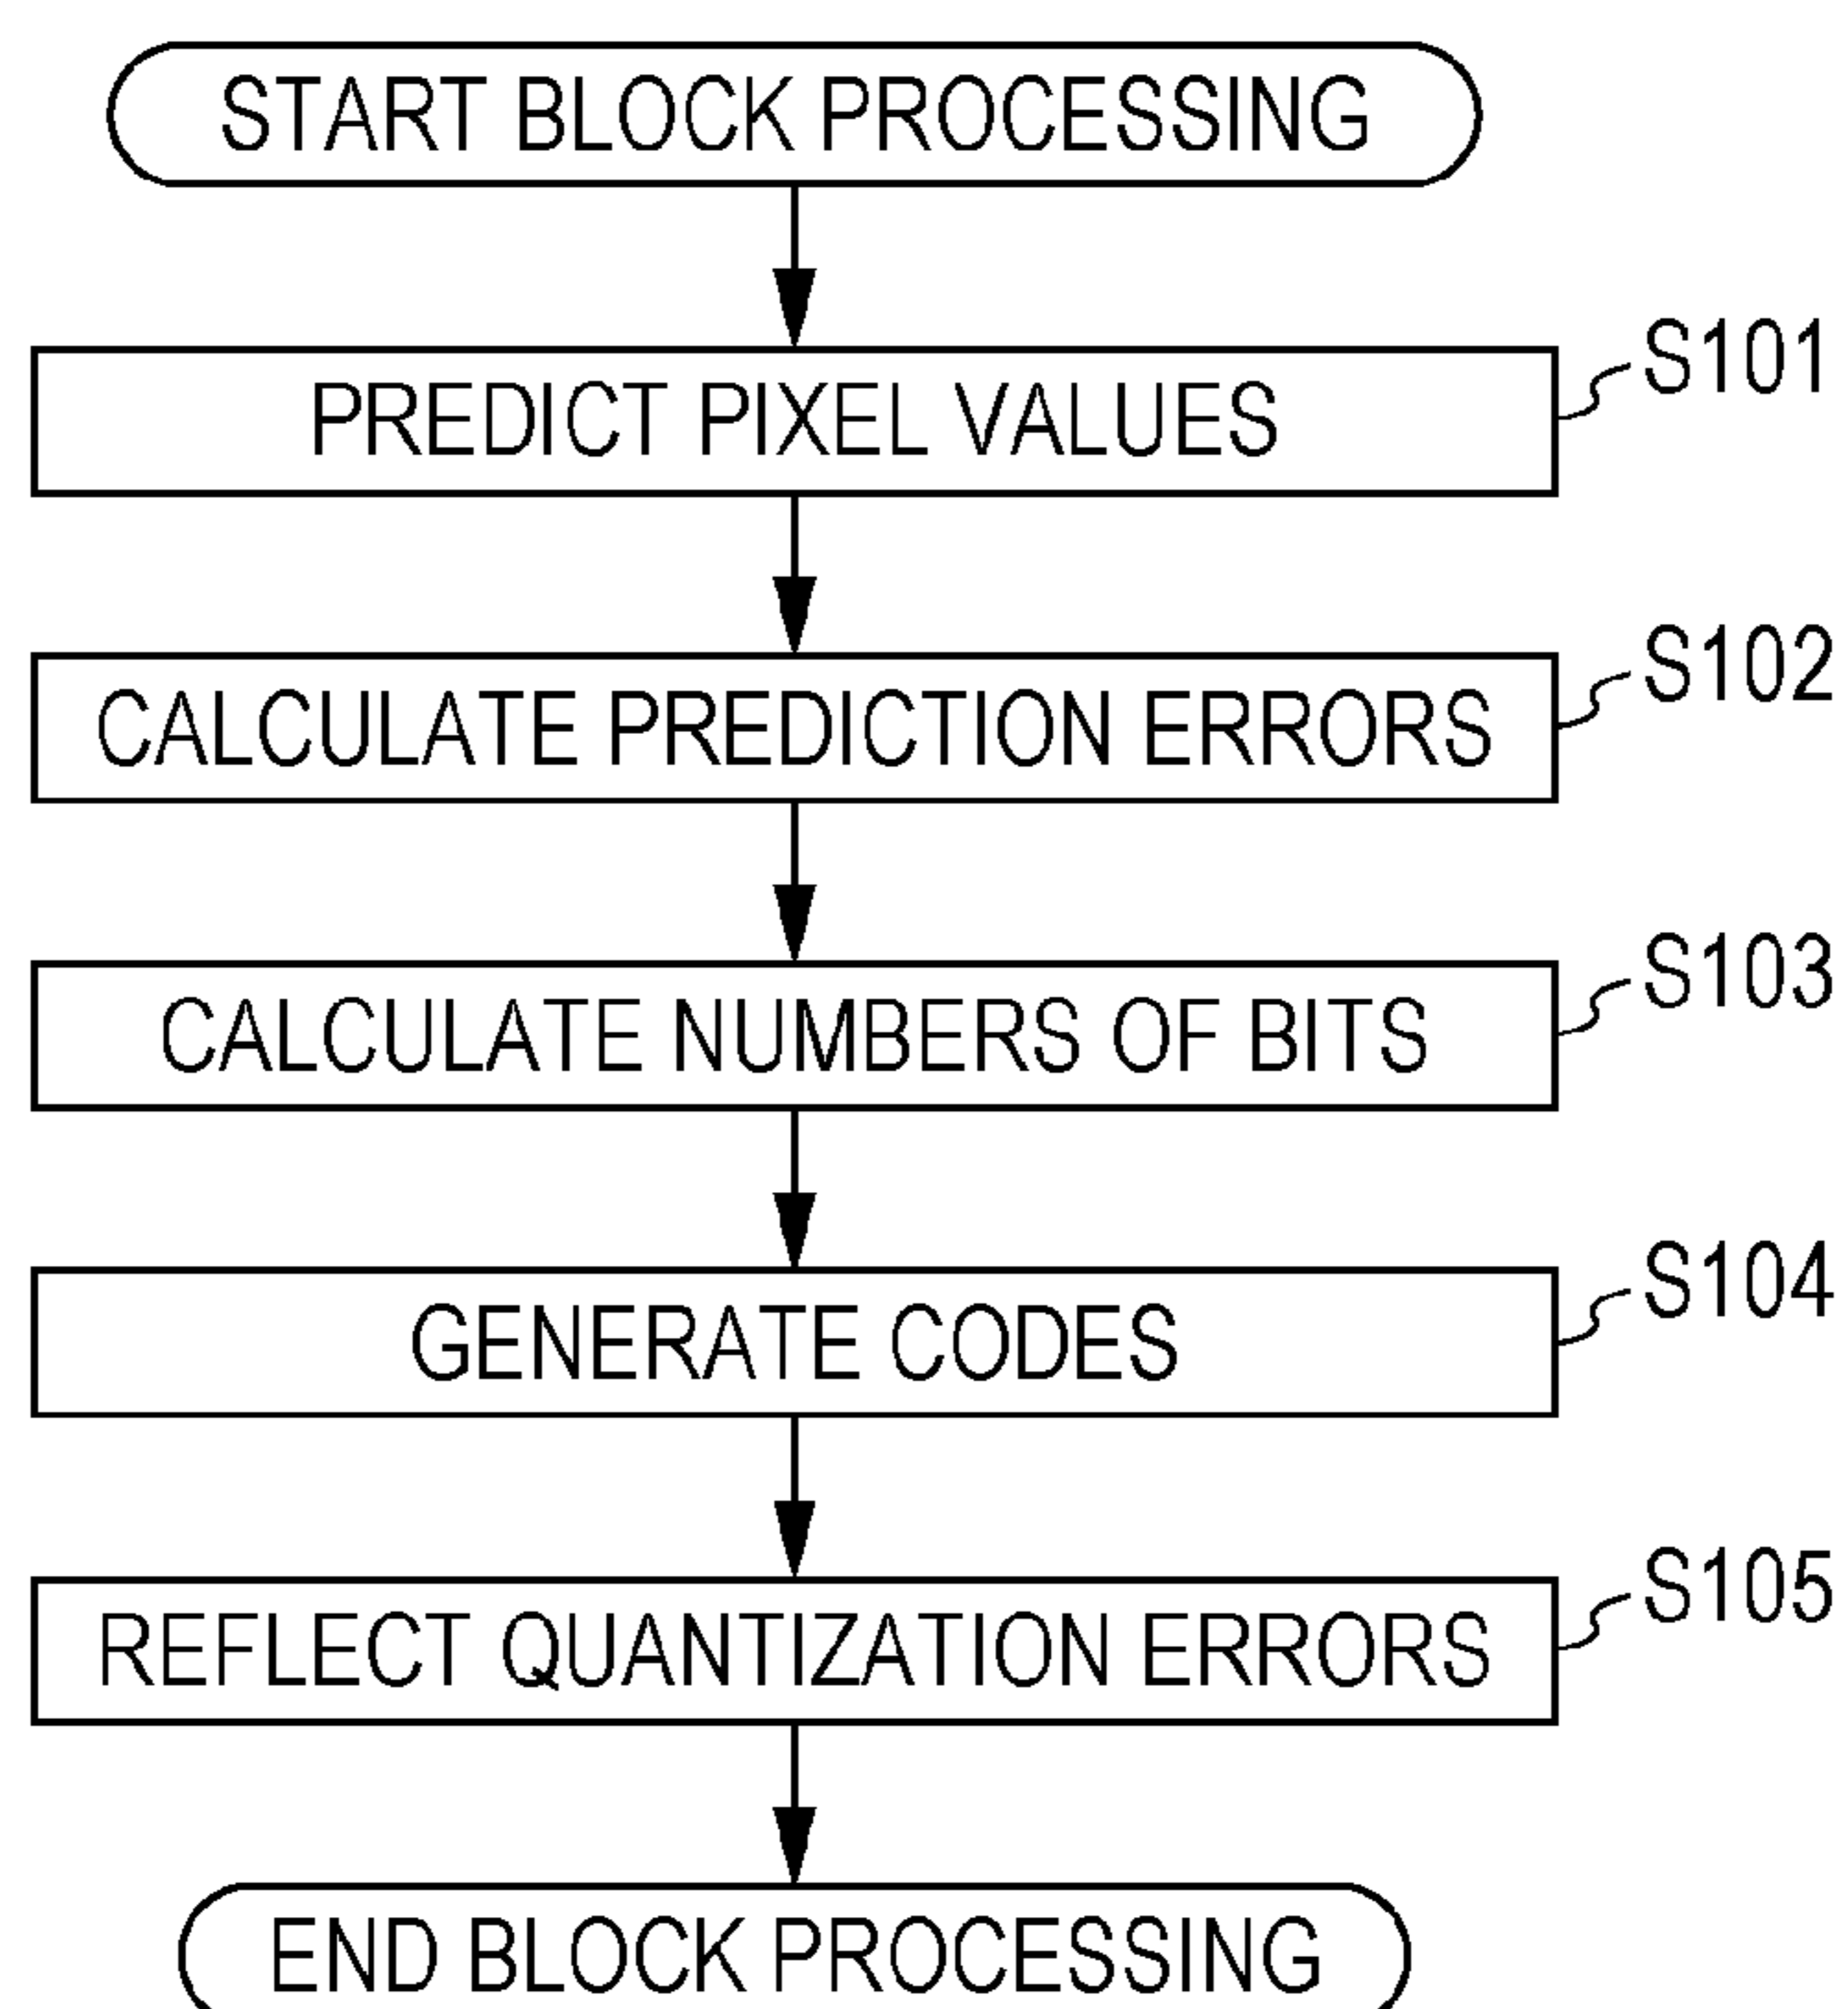 START BLOCK PROCESSING
PREDICT PIXEL VALUES
S101
CALCULATE PREDICTION ERRORS
S102
CALCULATE NUMBERS OF BITS
S103
GENERATE CODES
S104
REFLECT QUANTIZATION ERRORS
S105
END BLOCK PROCESSING